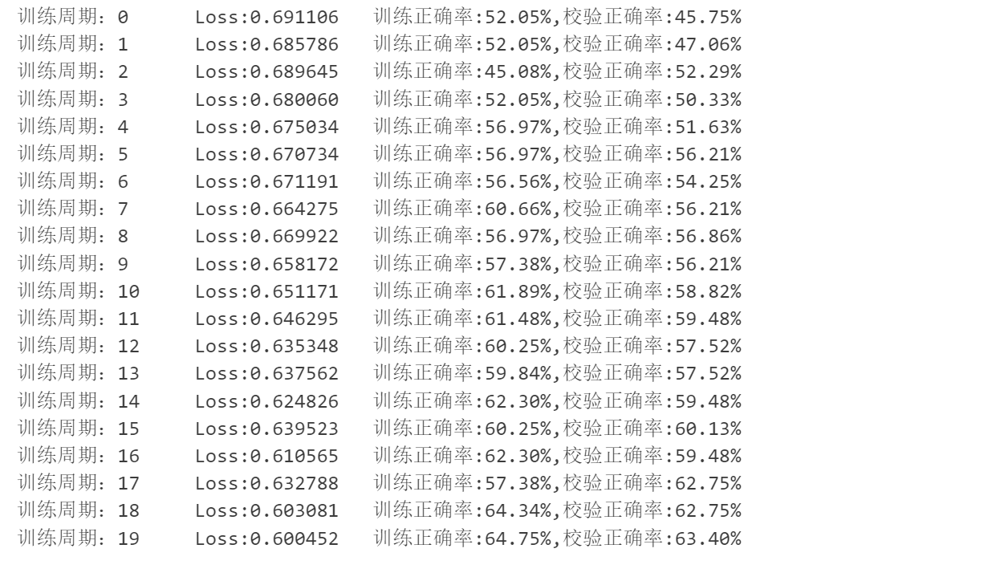 训练周期: 0 Loss:0.691106 训练正确率:52.05%,校验正确率:45.75%
训练周期: 1 Loss:0.685786 训练正确率:52.05%,校验正确率:47.06%
训练周期: 2 Loss:0.689645 训练正确率:45.08%,校验正确率:52.29%
训练周期: 3 Loss:0.680060 训练正确率:52.05%,校验正确率:50.33%
训练周期: 4 Loss:0.675034 训练正确率:56.97%,校验正确率:51.63%
训练周期: 5 Loss:0.670734 训练正确率:56.97%,校验正确率:56.21%
训练周期: 6 Loss:0.671191 训练正确率:56.56%,校验正确率:54.25%
训练周期: 7 Loss:0.664275 训练正确率:60.66%,校验正确率:56.21%
训练周期: 8 Loss:0.669922 训练正确率:56.97%,校验正确率:56.86%
训练周期: 9 Loss:0.658172 训练正确率:57.38%,校验正确率:56.21%
训练周期: 10 Loss:0.651171 训练正确率:61.89%,校验正确率:58.82%
训练周期: 11 Loss:0.646295 训练正确率:61.48%,校验正确率:59.48%
训练周期: 12 Loss:0.635348 训练正确率:60.25%,校验正确率:57.52%
训练周期: 13 Loss:0.637562 训练正确率:59.84%,校验正确率:57.52%
训练周期: 14 Loss:0.624826 训练正确率:62.30%,校验正确率:59.48%
训练周期: 15 Loss:0.639523 训练正确率:60.25%,校验正确率:60.13%
训练周期: 16 Loss:0.610565 训练正确率:62.30%,校验正确率:59.48%
训练周期: 17 Loss:0.632788 训练正确率:57.38%,校验正确率:62.75%
训练周期: 18 Loss:0.603081 训练正确率:64.34%,校验正确率:62.75%
训练周期: 19 Loss:0.600452 训练正确率:64.75%,校验正确率:63.40%